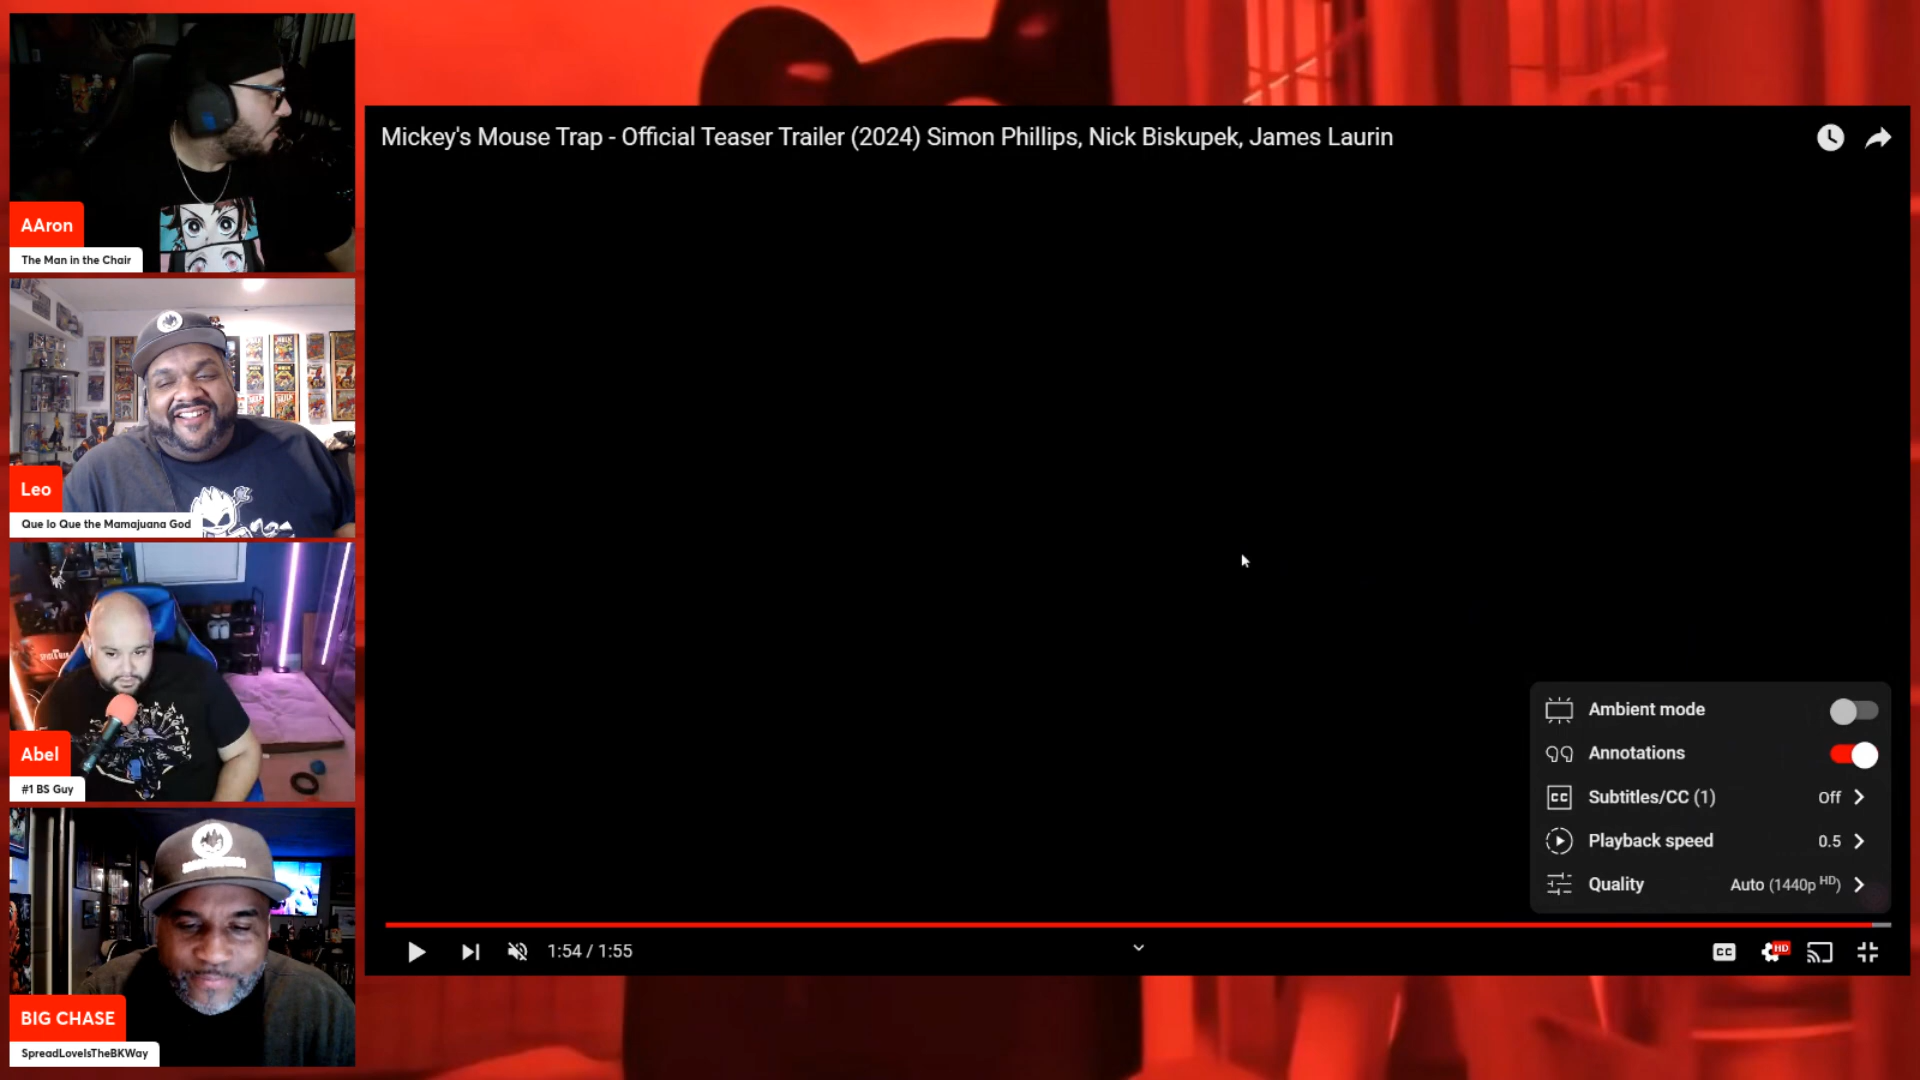 AAron
The Man in the Chair
Leo
Que lo Que the Mamajuana God
Abel
#1 BS Guy
BIG CHASE
SpreadLoveIsTheBKWay
Mickey's Mouse Trap - Official Teaser Trailer (2024) Simon Phillips, Nick Biskupek, James Laurin
Ambient mode
Annotations
CC Subtitles/CC (1) Off
Playback speed 0.5
Quality Auto (1440p HD)
1:54 / 1:55
CC HD